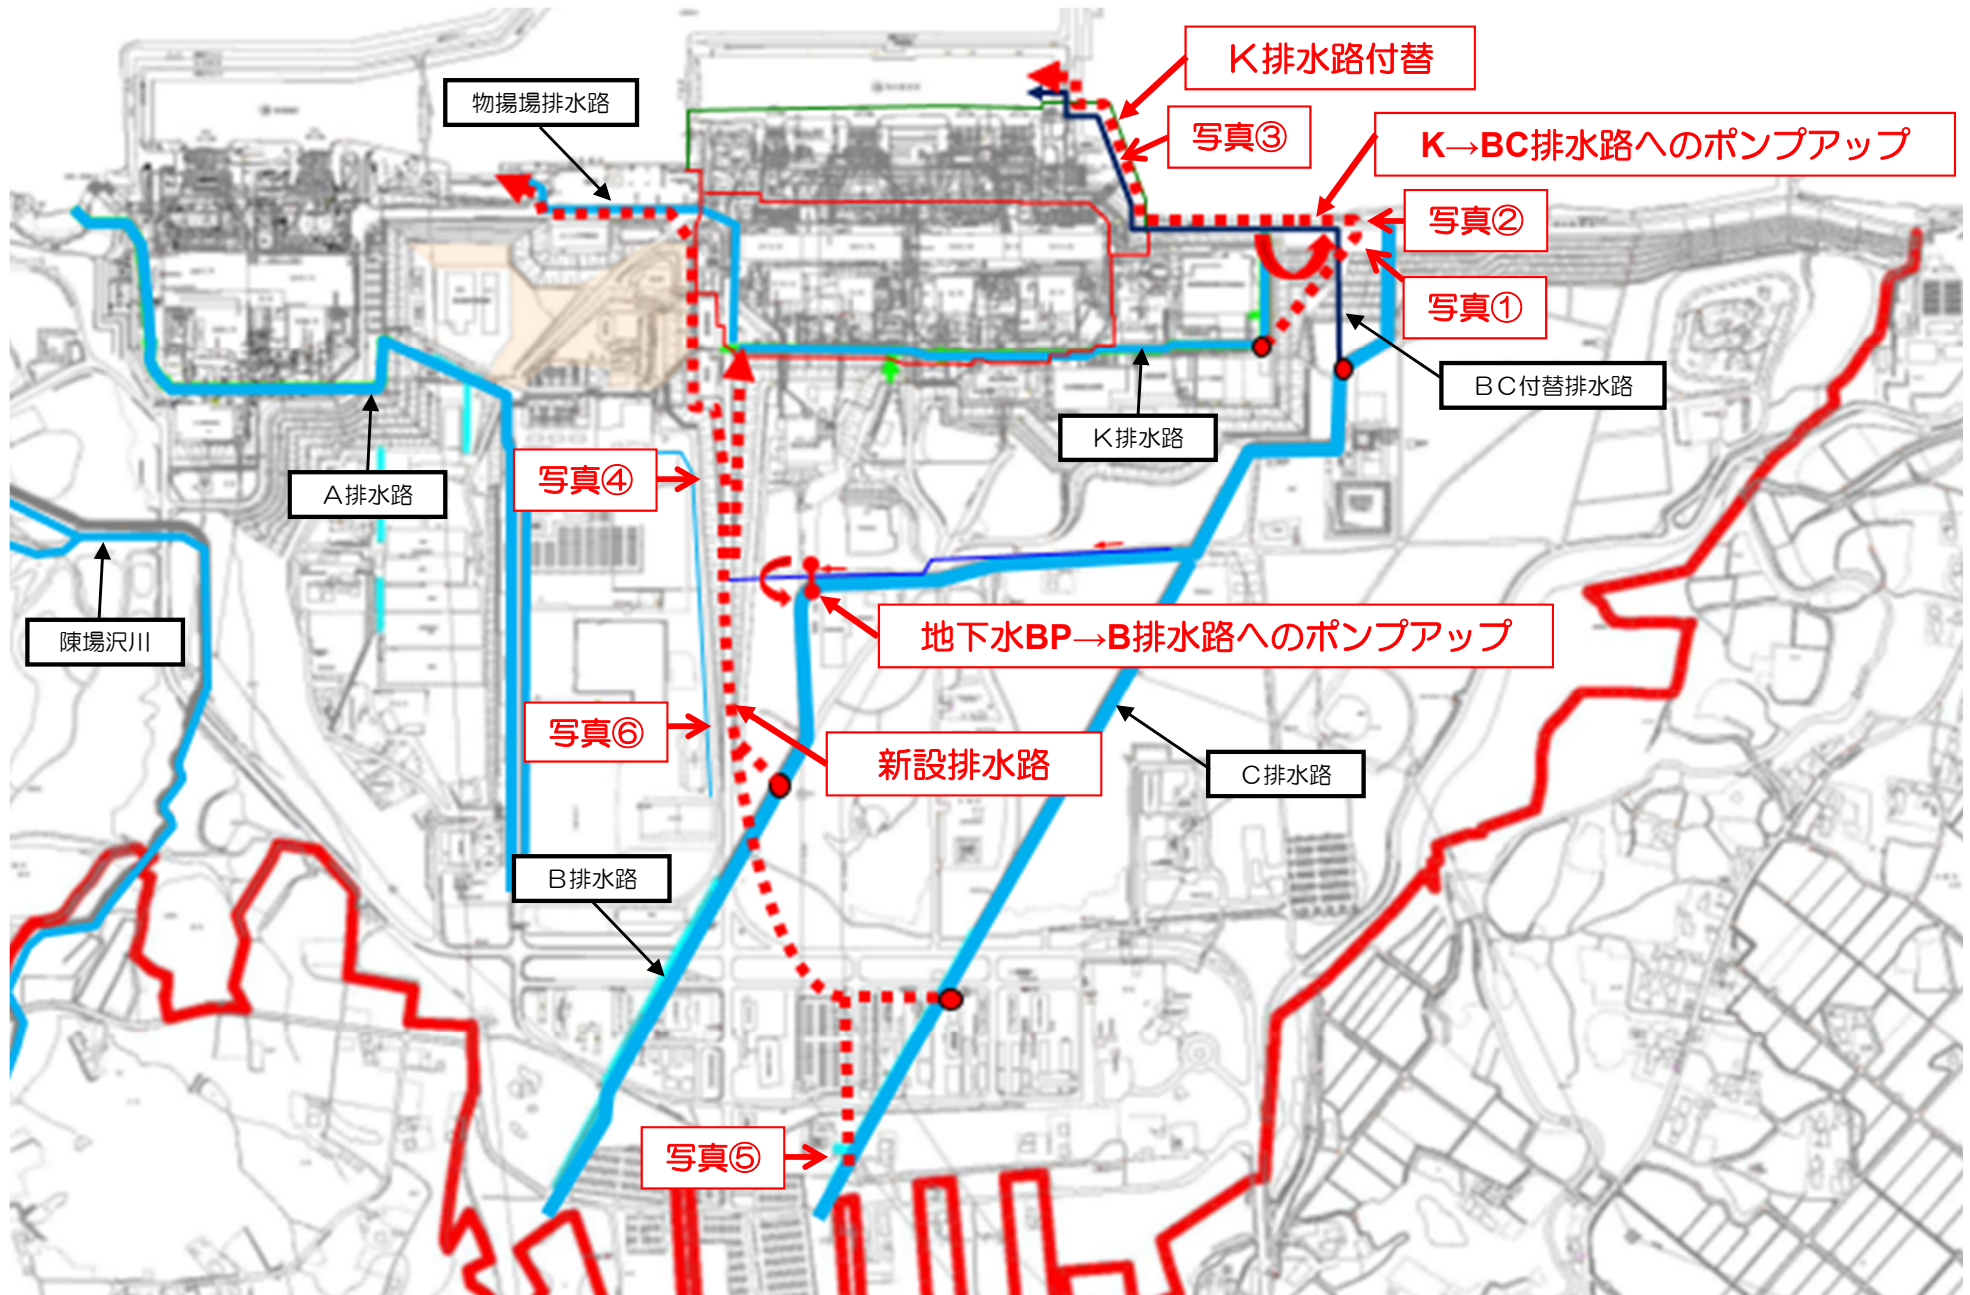 K排水路付替
物揚場排水路
写真③
K→BC排水路へのポンプアップ
写真②
写真①
BC付替排水路
K排水路
写真④
A排水路
陳場沢川
地下水BP→B排水路へのポンプアップ
写真⑥
新設排水路
C排水路
B排水路
写真⑤